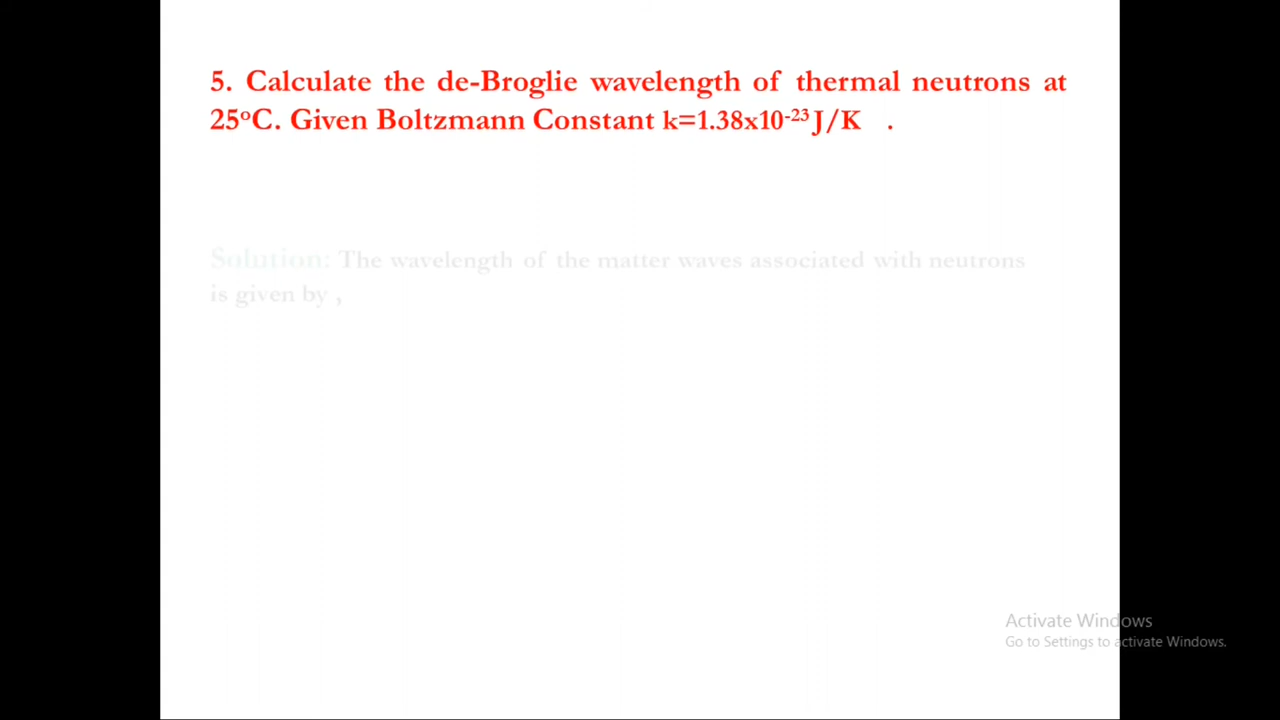 5. Calculate the de-Broglie wavelength of thermal neutrons at
25°C. Given Boltzmann Constant k=1.38x10⁻²³J/K .
Solution: The wavelength of the matter waves associated with neutrons
is given by ,
Activate Windows
Go to Settings to activate Windows.